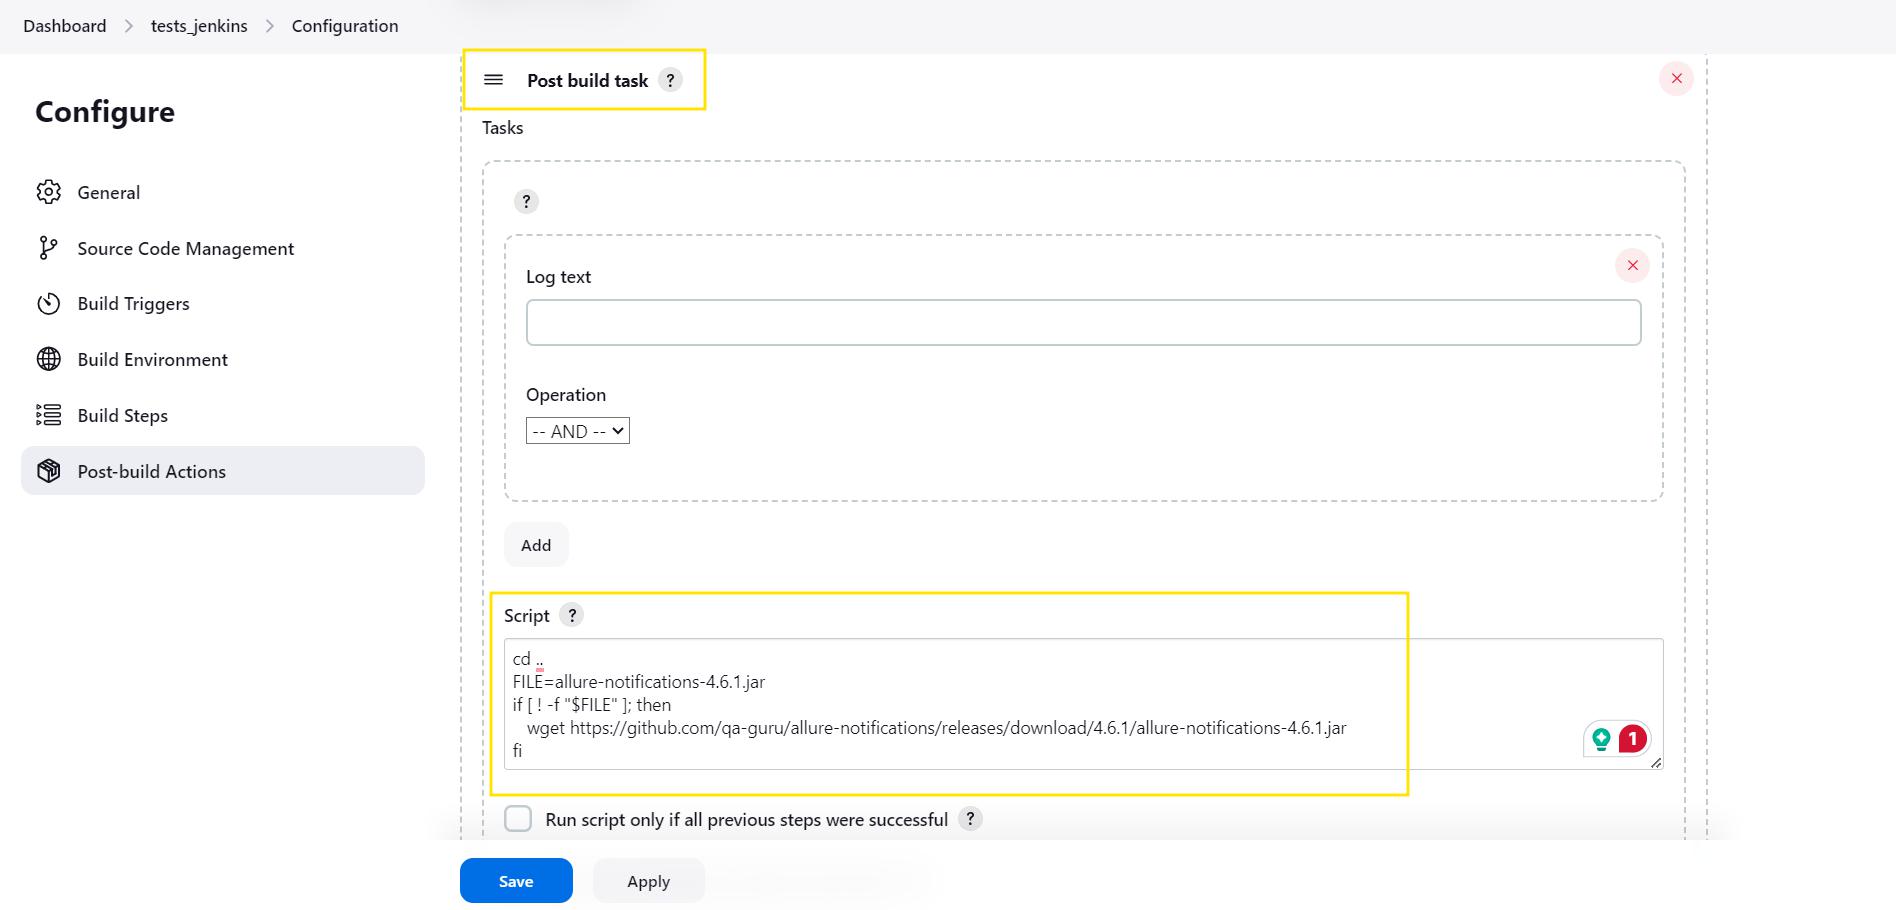 Dashboard > tests_jenkins > Configuration
Configure
General
Source Code Management
Build Triggers
Build Environment
Build Steps
Post-build Actions
Post build task ?
Tasks
?
Log text
Operation
-- AND --
Add
Script ?
cd ..
FILE=allure-notifications-4.6.1.jar
if [ ! -f "$FILE" ]; then
wget https://github.com/qa-guru/allure-notifications/releases/download/4.6.1/allure-notifications-4.6.1.jar
fi
1
Run script only if all previous steps were successful ?
Save
Apply